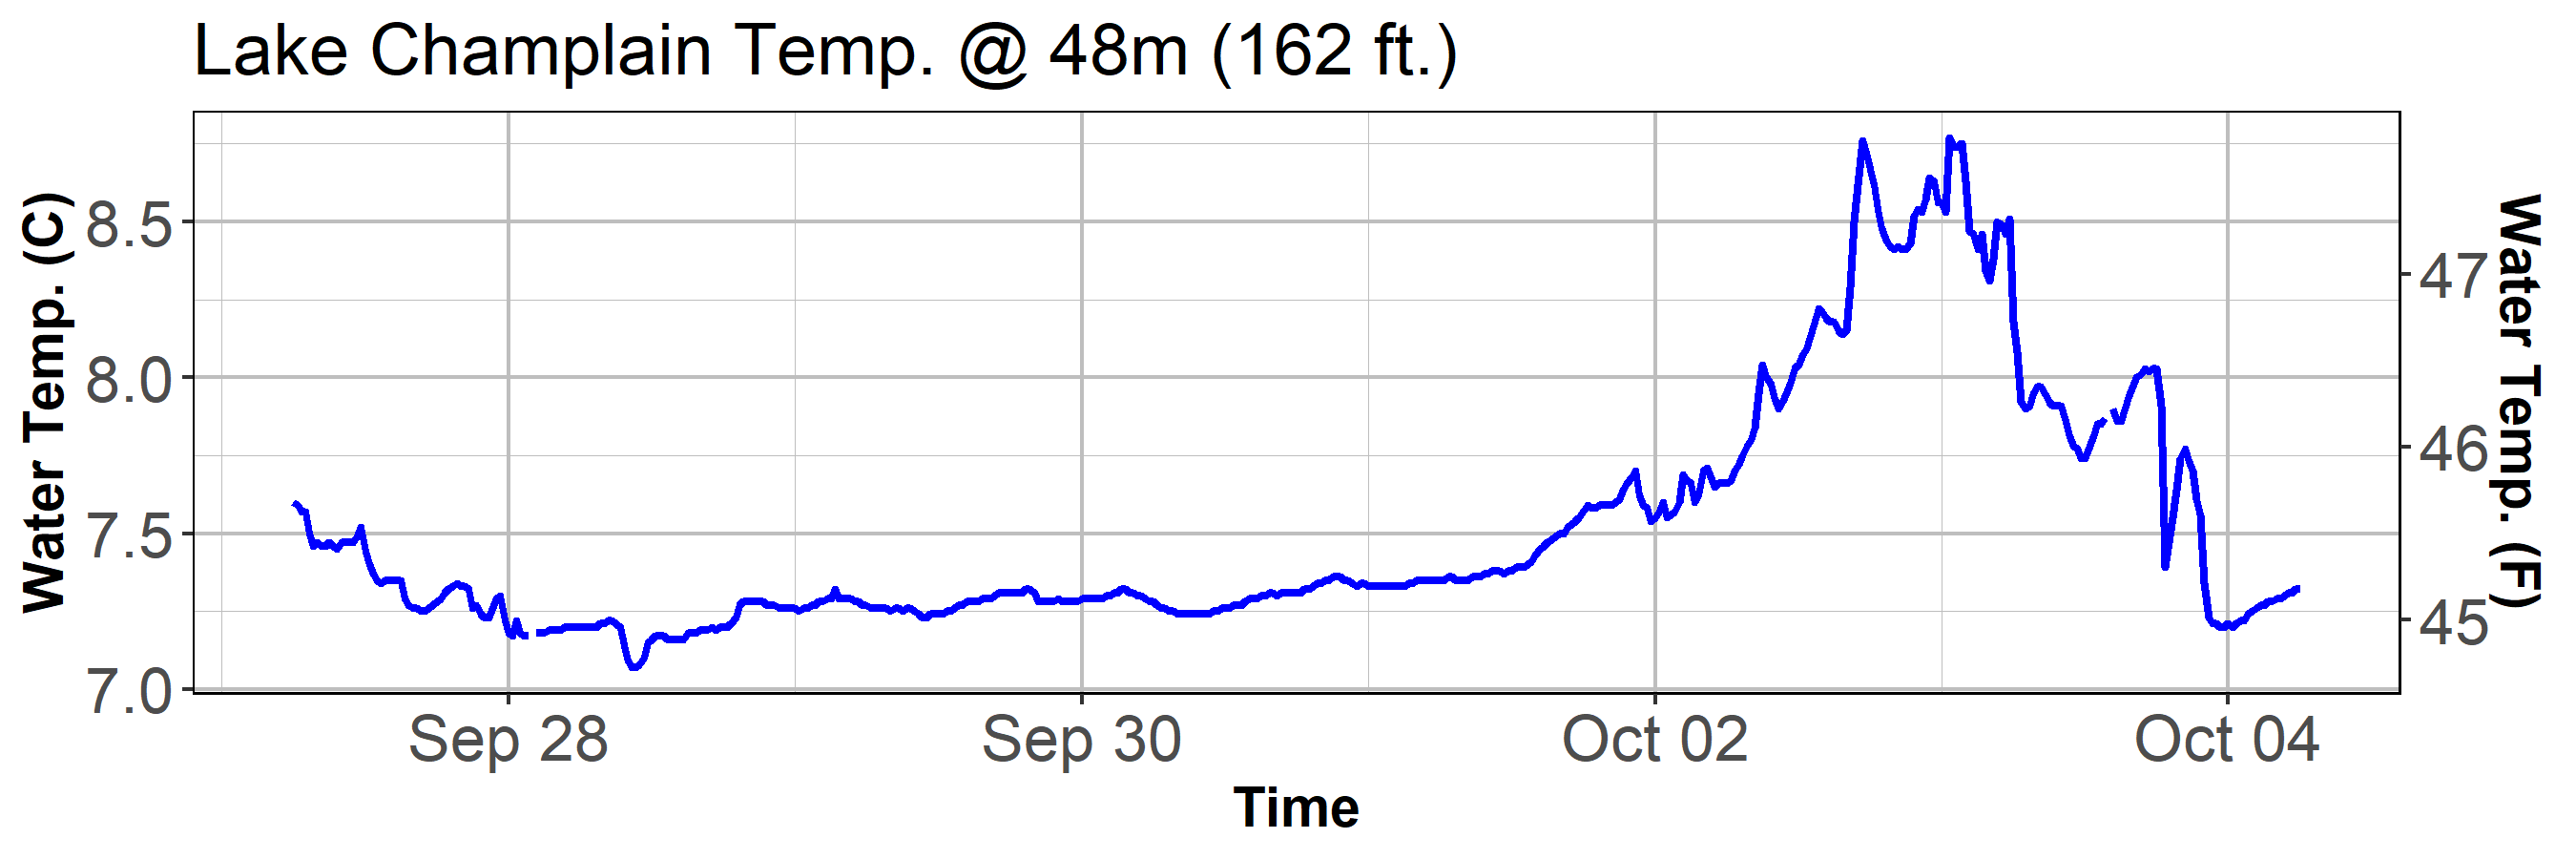 Lake Champlain Temp. @ 48m (162 ft.)
Water Temp. (C)
8.5
8.0
7.5
7.0
47
46
45
Water Temp. (F)
Sep 28 Sep 30 Oct 02 Oct 04
Time